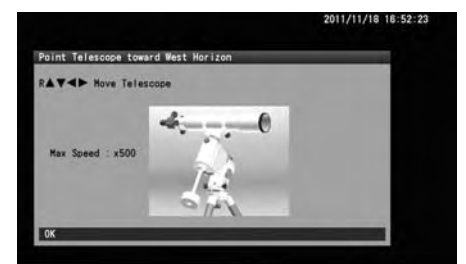 2011/11/18 16:52:23
Point Telescope toward West Horizon
R▲▼◀▶ Move Telescope
Max Speed : x500
OK